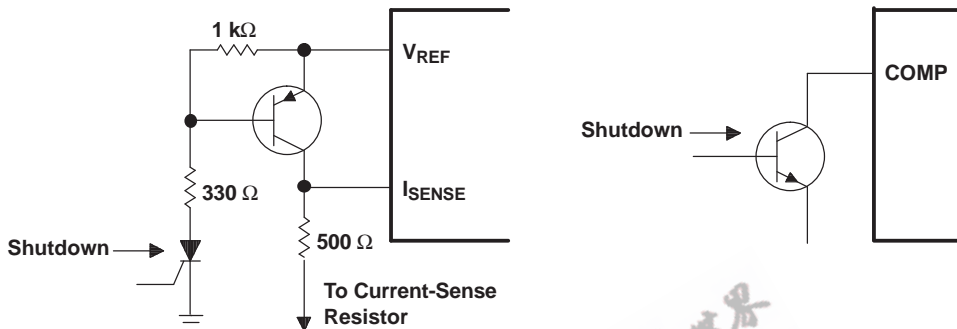 1 kΩ
VREF
330 Ω
ISENSE
500 Ω
Shutdown
To Current-Sense
Resistor
COMP
Shutdown